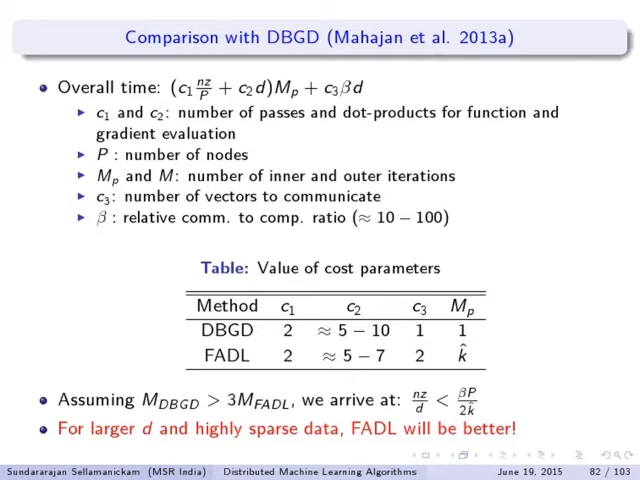 Comparison with DBGD (Mahajan et al. 2013a)
Overall time: (c₁ nz/P + c₂d)Mₚ + c₃βd
c₁ and c₂: number of passes and dot-products for function and
gradient evaluation
P : number of nodes
Mₚ and M: number of inner and outer iterations
c₃: number of vectors to communicate
β : relative comm. to comp. ratio (≈ 10 − 100)
Table: Value of cost parameters
Method c₁ c₂ c₃ Mₚ
DBGD 2 ≈ 5 − 10 1 1
FADL 2 ≈ 5 − 7 2 k̂
Assuming M_DBGD > 3M_FADL, we arrive at: nz/d < βP/2k̂
For larger d and highly sparse data, FADL will be better!
Sundararajan Sellamanickam (MSR India) Distributed Machine Learning Algorithms June 19, 2015 82 / 103